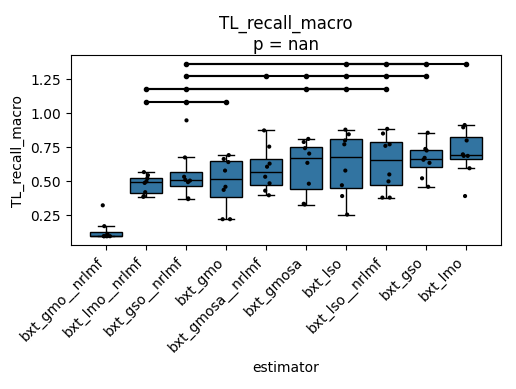 TL_recall_macro
p = nan
TL_recall_macro
1.25
1.00
0.75
0.50
0.25
bxt_gmo__nrlmf
bxt_lmo__nrlmf
bxt_gso__nrlmf
bxt_gmo
bxt_gmosa__nrlmf
bxt_gmosa
bxt_lso
bxt_lso__nrlmf
bxt_gso
bxt_lmo
estimator